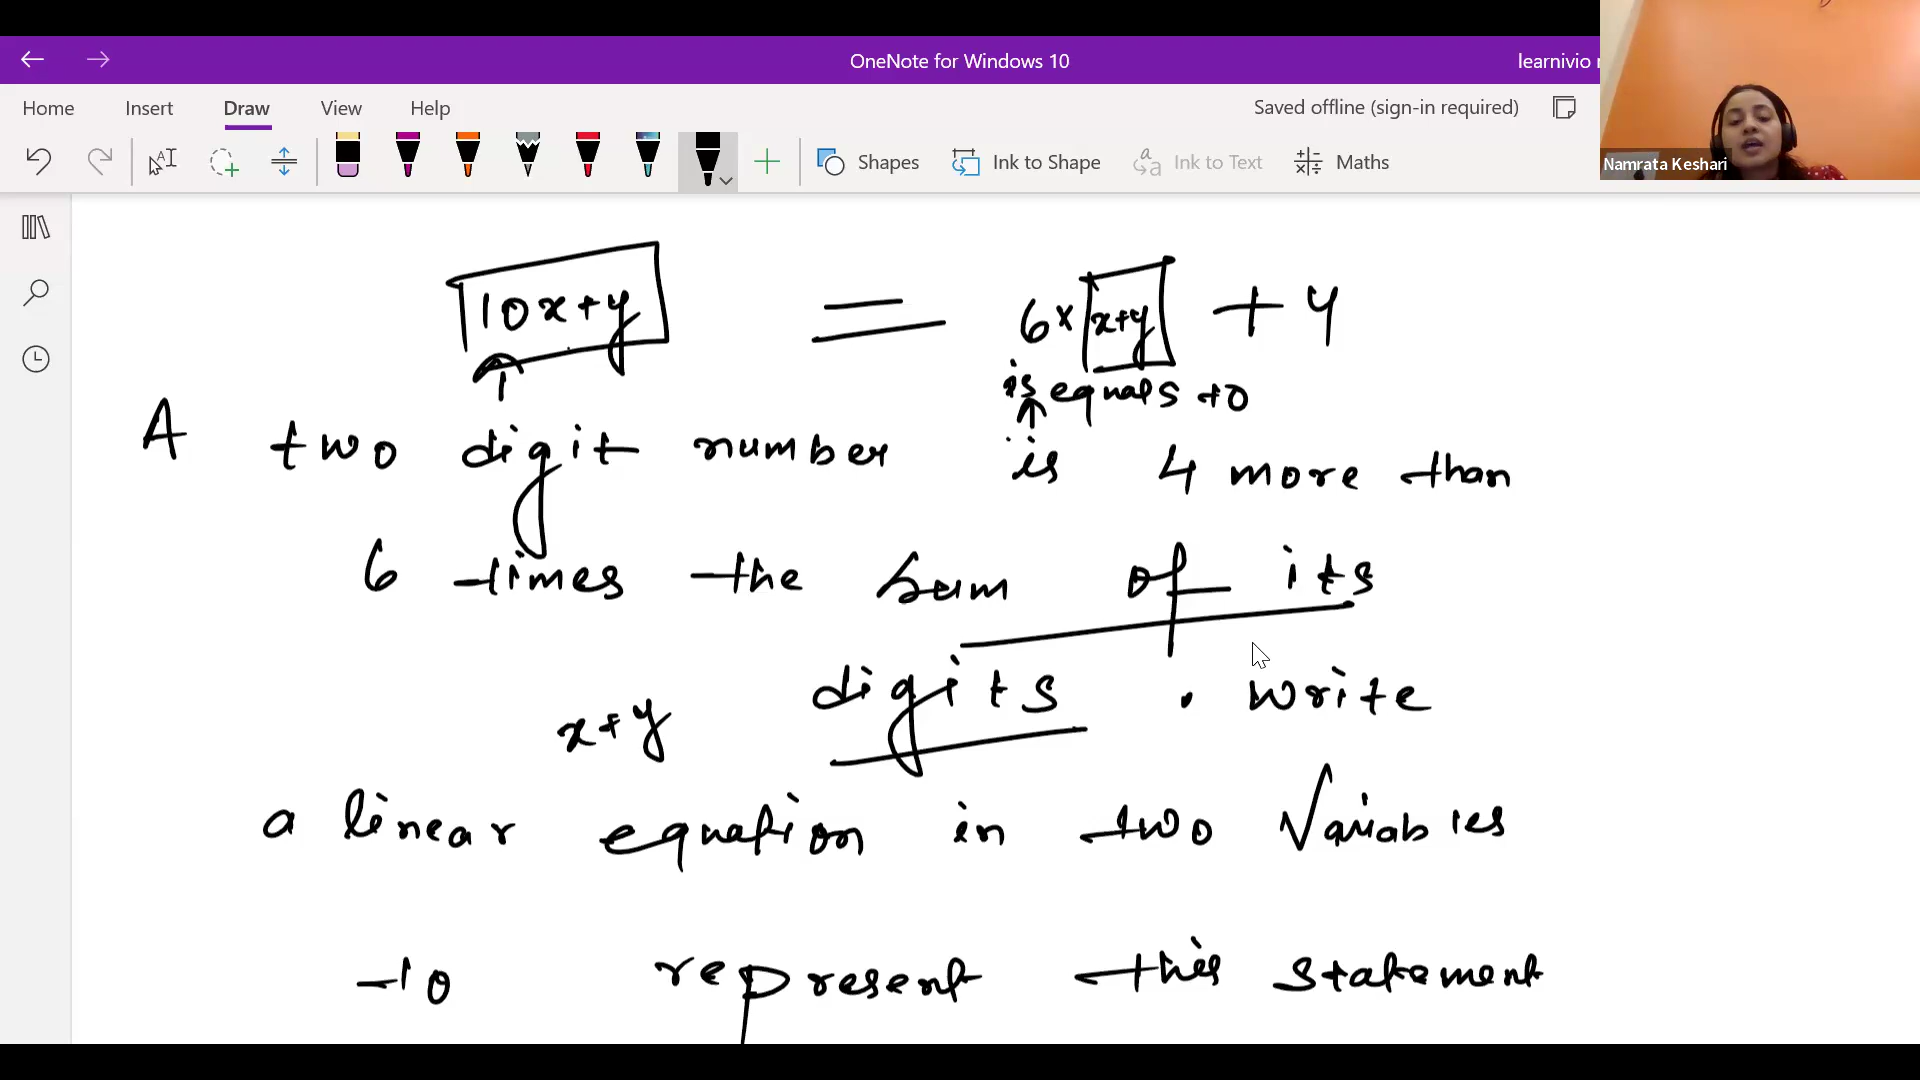 OneNote for Windows 10
learnivio
Home Insert Draw View Help
Saved offline (sign-in required)
Shapes Ink to Shape Ink to Text Maths
Namrata Keshari
10x+y = 6x x+y + 4
is equals to
A two digit number is 4 more than
6 times the sum of its
x+y digits . write
a linear equation in two Variables
to represent this statement